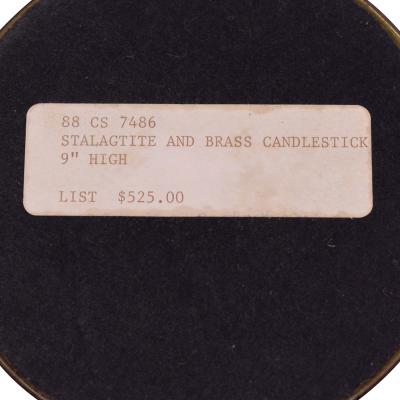 88 CS 7486
STALAGTITE AND BRASS CANDLESTICK
9" HIGH
LIST $525.00